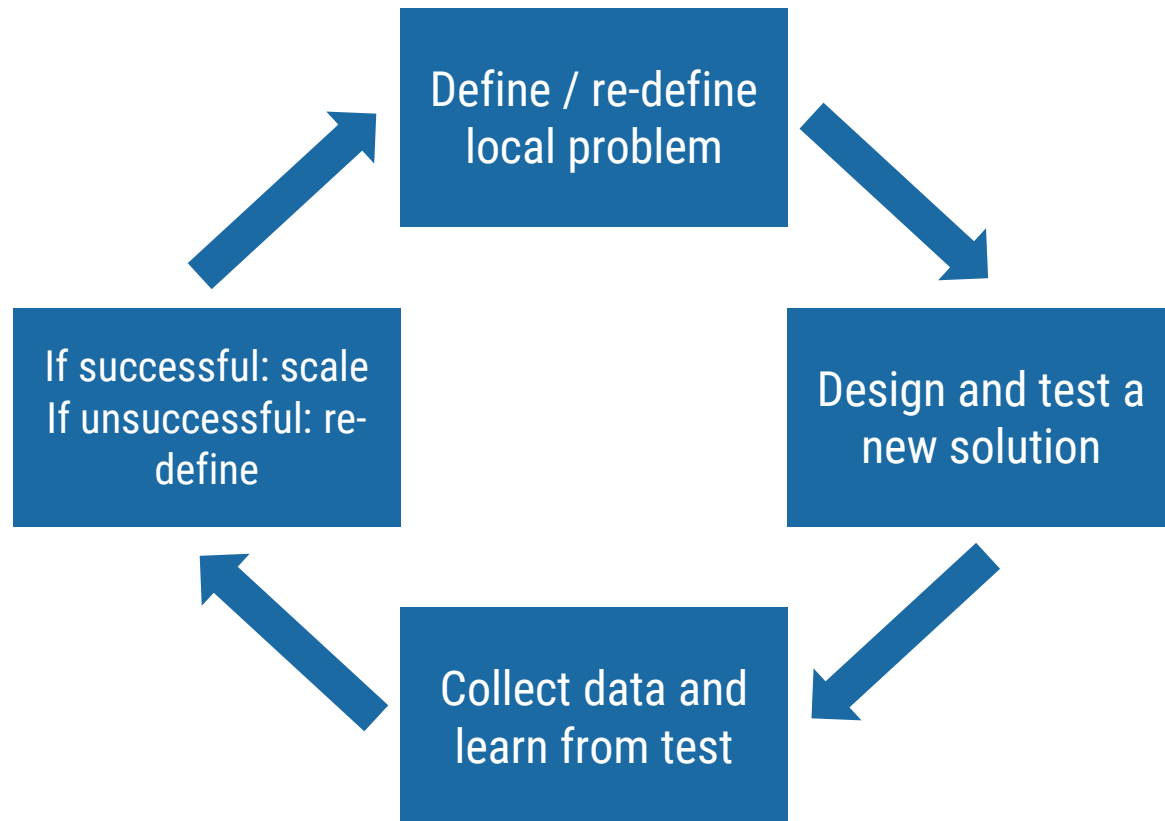 Define / re-define
local problem
Design and test a
new solution
Collect data and
learn from test
If successful: scale
If unsuccessful: re-
define